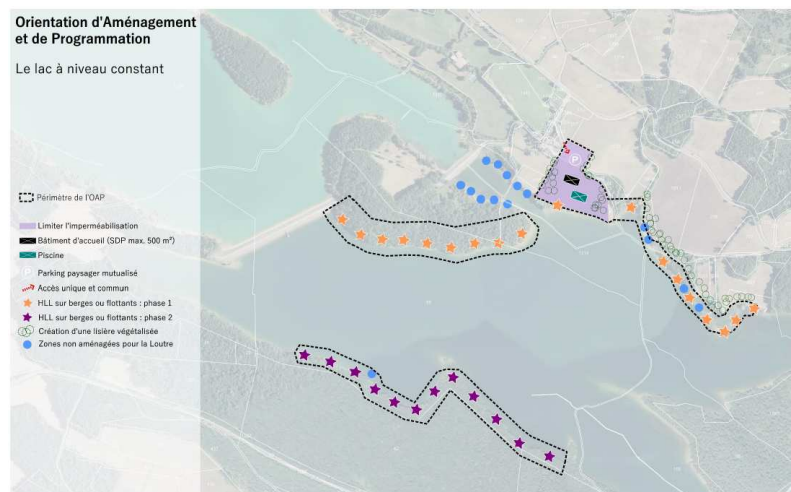 Orientation d'Aménagement
et de Programmation
Le lac à niveau constant
Périmètre de l'OAP
Limiter l'imperméabilisation
Bâtiment d'accueil (SDP max. 500 m²)
Piscine
P Parking paysager mutualisé
Accès unique et commun
HLL sur berges ou flottants : phase 1
HLL sur berges ou flottants : phase 2
Création d'une lisière végétalisée
Zones non aménagées pour la Loutre
P